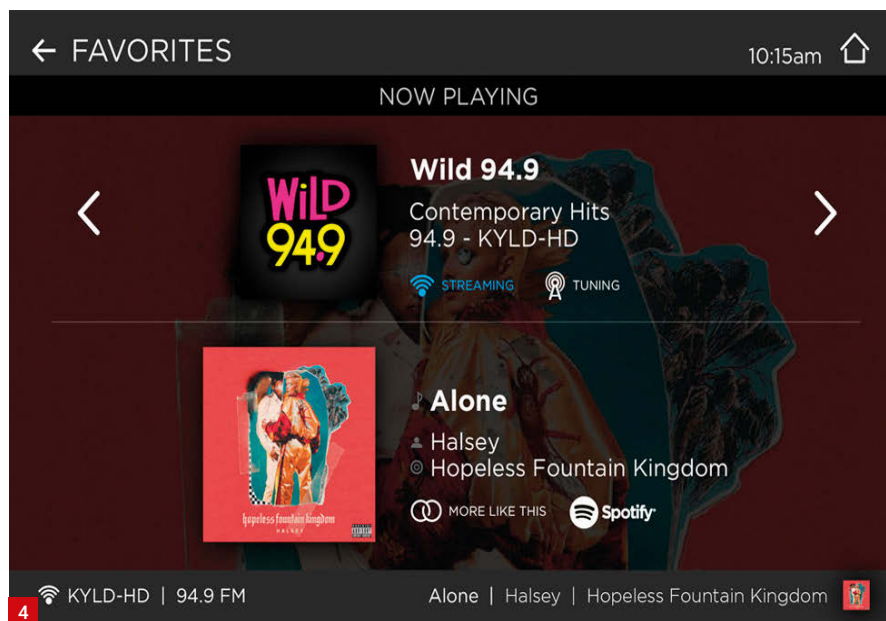 ← FAVORITES
10:15am
NOW PLAYING
WiLD
94.9
Wild 94.9
Contemporary Hits
94.9 - KYLD-HD
STREAMING TUNING
hopeless fountain kingdom
HALSEY
Alone
Halsey
Hopeless Fountain Kingdom
MORE LIKE THIS Spotify
KYLD-HD | 94.9 FM
Alone | Halsey | Hopeless Fountain Kingdom
4